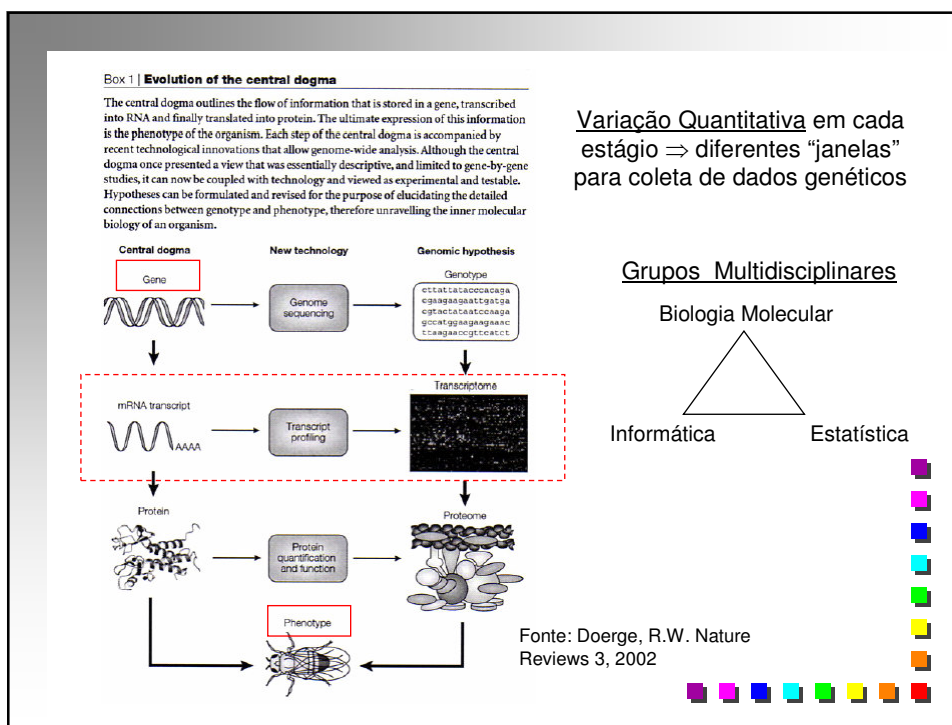 Box 1 | Evolution of the central dogma
The central dogma outlines the flow of information that is stored in a gene, transcribed
into RNA and finally translated into protein. The ultimate expression of this information
is the phenotype of the organism. Each step of the central dogma is accompanied by
recent technological innovations that allow genome-wide analysis. Although the central
dogma once presented a view that was essentially descriptive, and limited to gene-by-gene
studies, it can now be coupled with technology and viewed as experimental and testable.
Hypotheses can be formulated and revised for the purpose of elucidating the detailed
connections between genotype and phenotype, therefore unravelling the inner molecular
biology of an organism.
Central dogma
New technology
Genomic hypothesis
Gene
Genome
sequencing
Genotype
cttattatacccacaga
cgaagaagaattgatga
cgtactataatccaaga
gccatggaagaagaaac
ttaagaaccgttcatct
mRNA transcript
AAAA
Transcript
profiling
Transcriptome
Protein
Protein
quantification
and function
Proteome
Phenotype
Variação Quantitativa em cada
estágio ⇒ diferentes “janelas”
para coleta de dados genéticos
Grupos Multidisciplinares
Biologia Molecular
Informática
Estatística
Fonte: Doerge, R.W. Nature
Reviews 3, 2002